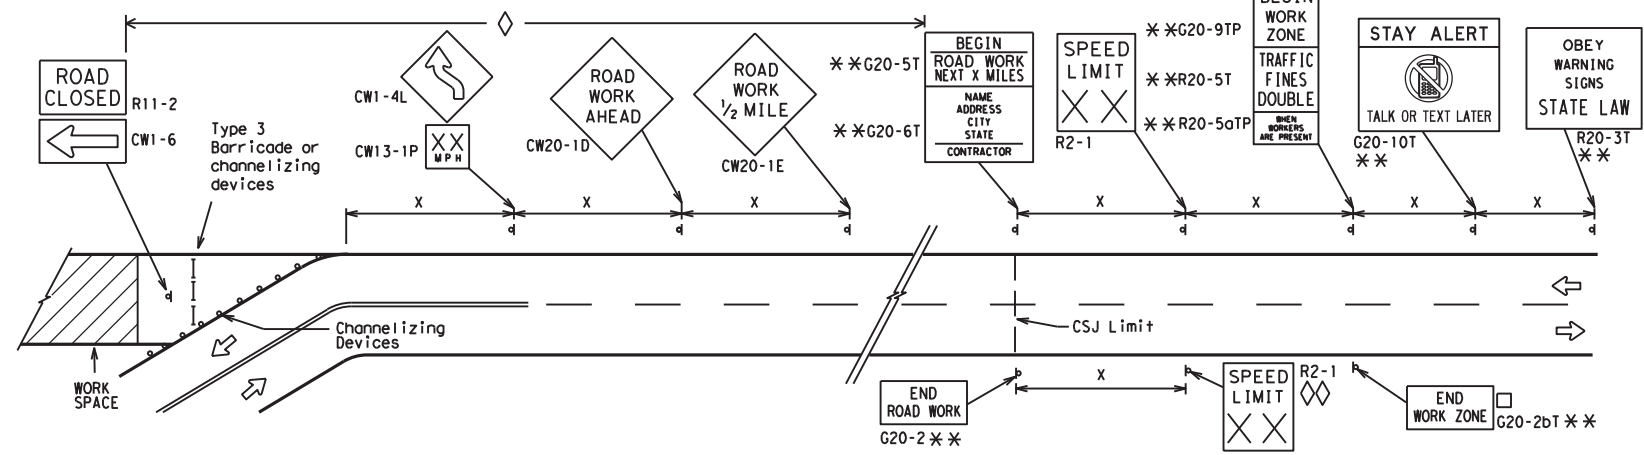 ROAD
CLOSED
R11-2
CW1-6
Type 3
Barricade or
channelizing
devices
CW1-4L
XX
MPH
CW13-1P
ROAD
WORK
AHEAD
CW20-1D
ROAD
WORK
1/2 MILE
CW20-1E
**G20-5T
BEGIN
ROAD WORK
NEXT X MILES
**G20-6T
NAME
ADDRESS
CITY
STATE
CONTRACTOR
SPEED
LIMIT
XX
R2-1
**G20-9TP
BEGIN
WORK
ZONE
**R20-5T
TRAFFIC
FINES
DOUBLE
**R20-5aTP
WHEN
WORKERS
ARE PRESENT
STAY ALERT
TALK OR TEXT LATER
G20-10T
**
OBEY
WARNING
SIGNS
STATE LAW
R20-3T
**
X
X
X
X
X
X
X
Channelizing
Devices
WORK
SPACE
CSJ Limit
END
ROAD WORK
G20-2**
X
SPEED
LIMIT
XX
R2-1
END
WORK ZONE
G20-2bT **